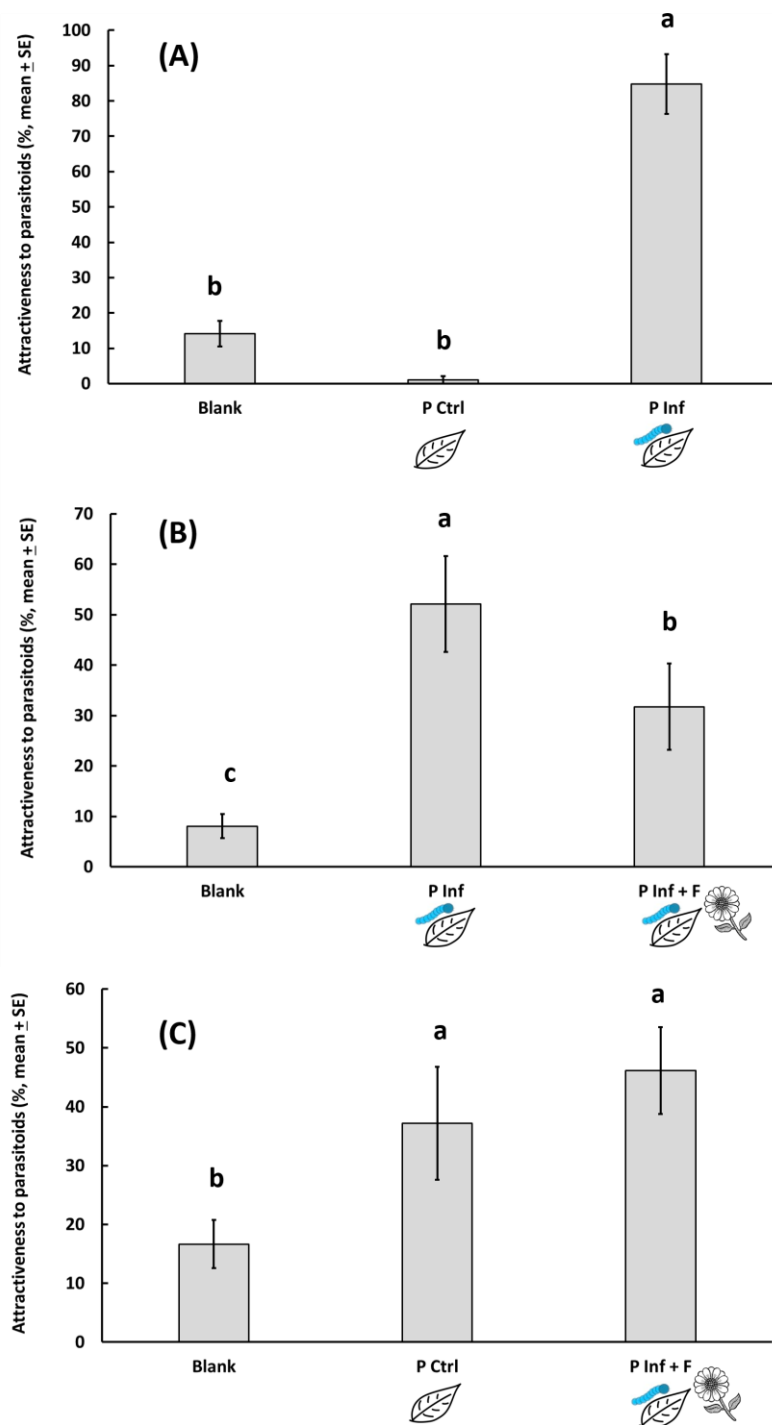 Attractiveness to parasitoids (%, mean ± SE)
(A)
100
90
80
70
60
50
40
30
20
10
0
b
b
a
Blank
P Ctrl
P Inf
Attractiveness to parasitoids (%, mean ± SE)
(B)
70
60
50
40
30
20
10
0
c
a
b
Blank
P Inf
P Inf + F
Attractiveness to parasitoids (%, mean ± SE)
(C)
60
50
40
30
20
10
0
b
a
a
Blank
P Ctrl
P Inf + F